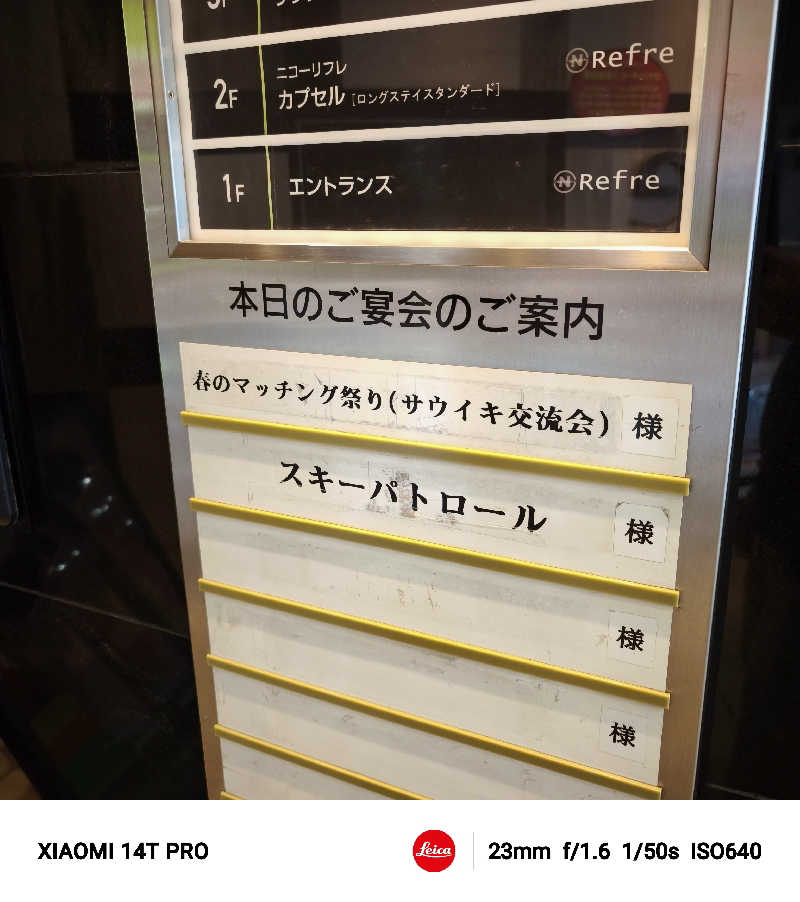 2F
ニコーリフレ
カプセル [ロングステイスタンダード]
N Refre
1F
エントランス
N Refre
本日のご宴会のご案内
春のマッチング祭り(サウイキ交流会) 様
スキーパトロール 様
様
様
XIAOMI 14T PRO
Leica
23mm f/1.6 1/50s ISO640